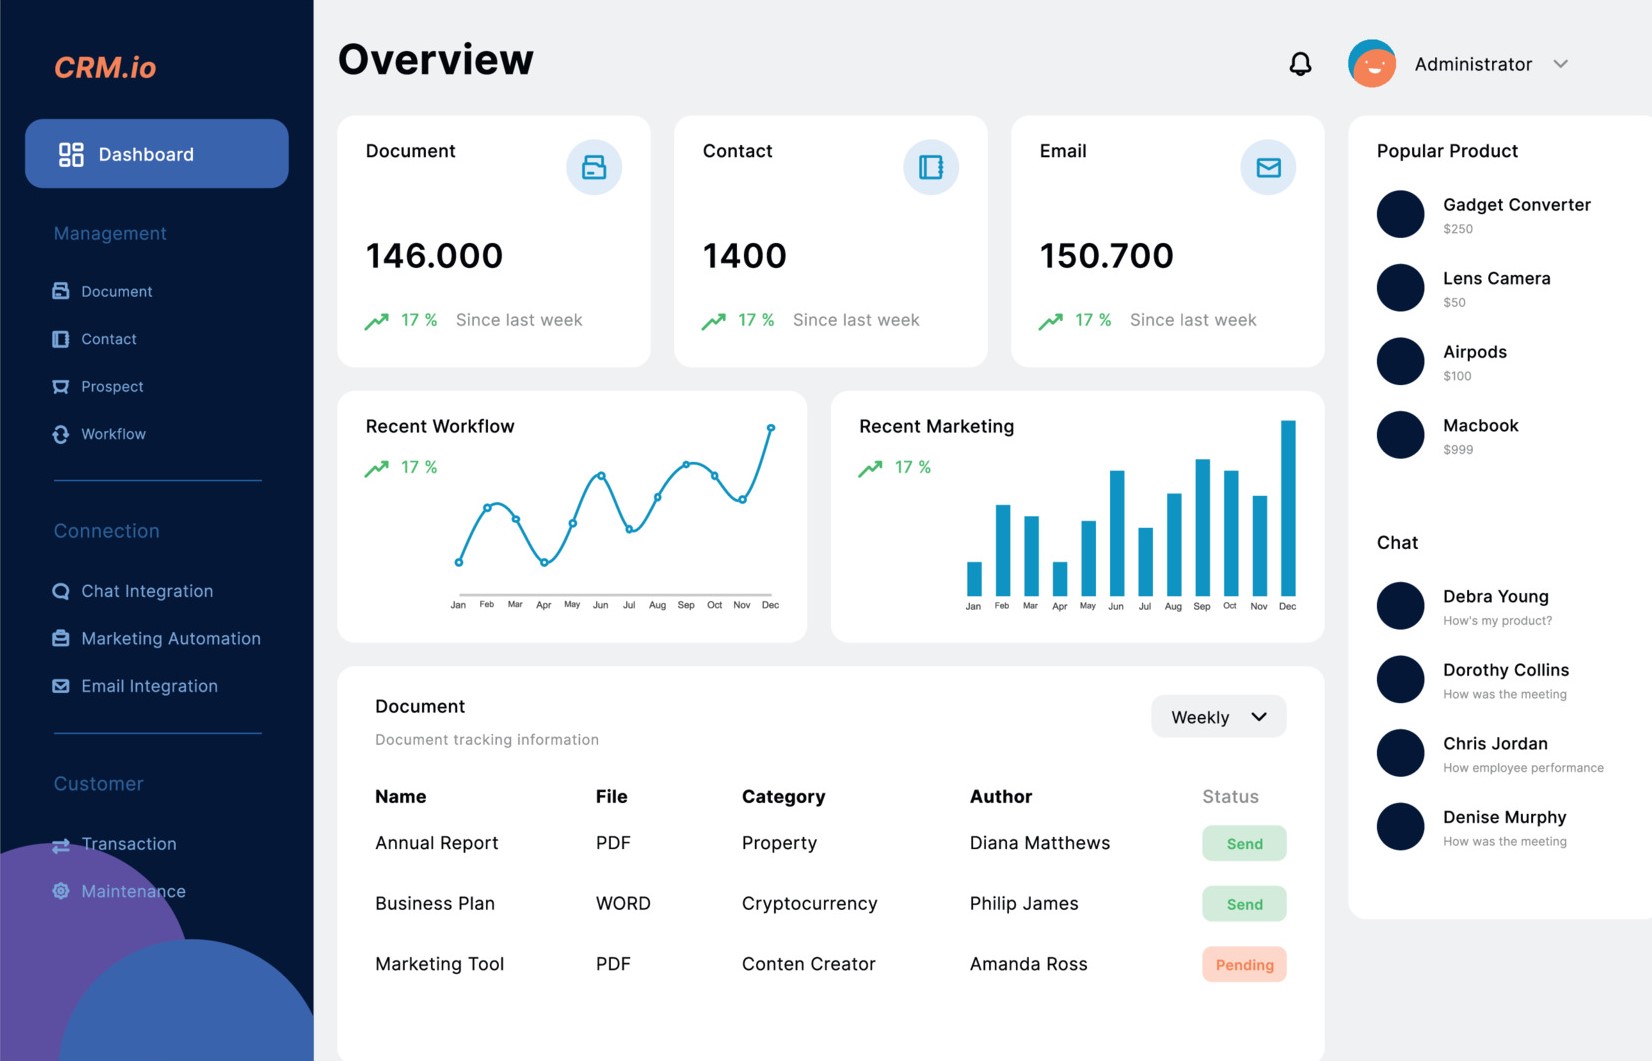 CRM.io
Dashboard
Management
Document
Contact
Prospect
Workflow
Connection
Chat Integration
Marketing Automation
Email Integration
Customer
Transaction
Maintenance
Overview
Administrator
Document
146.000
17 % Since last week
Contact
1400
17 % Since last week
Email
150.700
17 % Since last week
Recent Workflow
17 %
Jan Feb Mar Apr May Jun Jul Aug Sep Oct Nov Dec
Recent Marketing
17 %
Jan Feb Mar Apr May Jun Jul Aug Sep Oct Nov Dec
Document
Document tracking information
Weekly
Name File Category Author Status
Annual Report PDF Property Diana Matthews Send
Business Plan WORD Cryptocurrency Philip James Send
Marketing Tool PDF Conten Creator Amanda Ross Pending
Popular Product
Gadget Converter
$250
Lens Camera
$50
Airpods
$100
Macbook
$999
Chat
Debra Young
How's my product?
Dorothy Collins
How was the meeting
Chris Jordan
How employee performance
Denise Murphy
How was the meeting